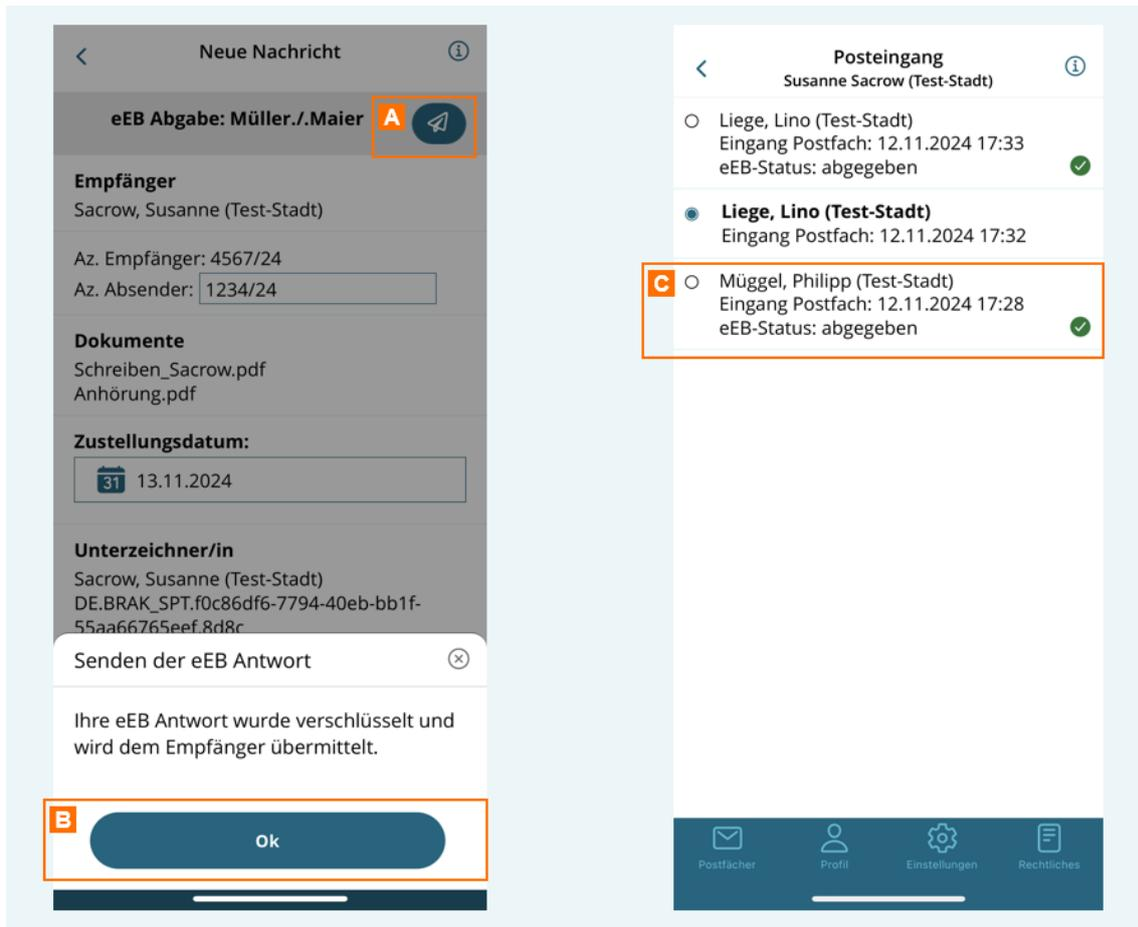 Neue Nachricht
eEB Abgabe: Müller./.Maier
A
Empfänger
Sacrow, Susanne (Test-Stadt)
Az. Empfänger: 4567/24
Az. Absender: 1234/24
Dokumente
Schreiben_Sacrow.pdf
Anhörung.pdf
Zustellungsdatum:
31 13.11.2024
Unterzeichner/in
Sacrow, Susanne (Test-Stadt)
DE.BRAK_SPT.f0c86df6-7794-40eb-bb1f-
55aa66765eef.8d8c
Senden der eEB Antwort
Ihre eEB Antwort wurde verschlüsselt und
wird dem Empfänger übermittelt.
B
Ok
Posteingang
Susanne Sacrow (Test-Stadt)
Liege, Lino (Test-Stadt)
Eingang Postfach: 12.11.2024 17:33
eEB-Status: abgegeben
Liege, Lino (Test-Stadt)
Eingang Postfach: 12.11.2024 17:32
C
Müggel, Philipp (Test-Stadt)
Eingang Postfach: 12.11.2024 17:28
eEB-Status: abgegeben
Postfächer Profil Einstellungen Rechtliches